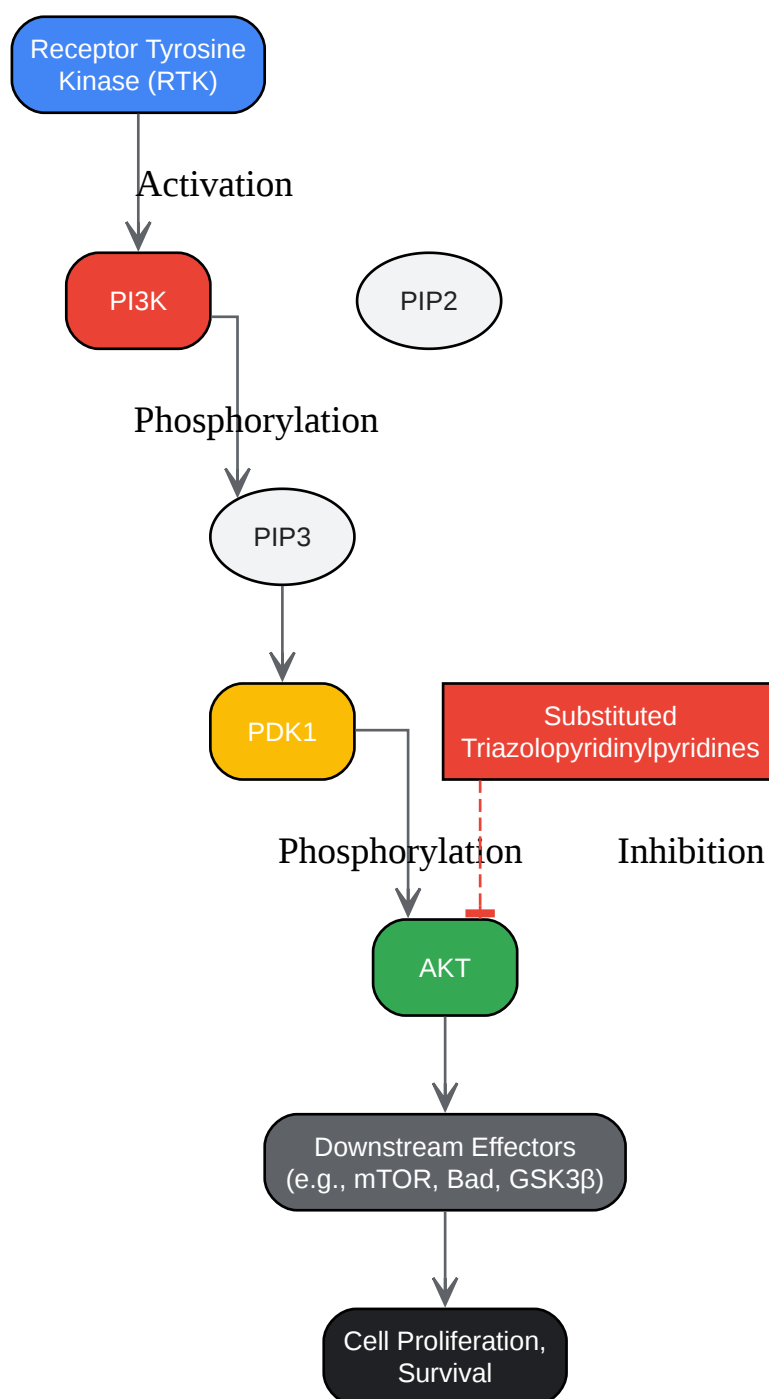 Receptor Tyrosine
Kinase (RTK)
Activation
PI3K
PIP2
Phosphorylation
PIP3
PDK1
Substituted
Triazolopyridinylpyridines
Phosphorylation
Inhibition
AKT
Downstream Effectors
(e.g., mTOR, Bad, GSK3β)
Cell Proliferation,
Survival